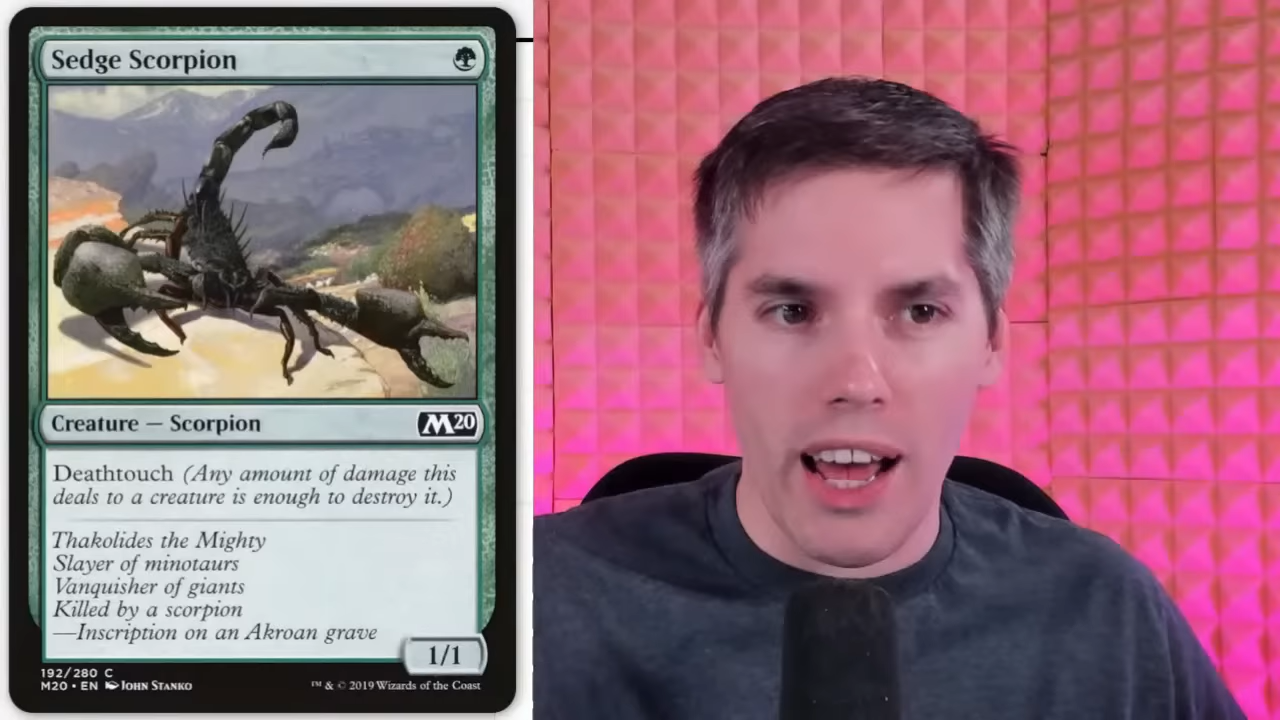 Sedge Scorpion
Creature — Scorpion
M20
Deathtouch (Any amount of damage this
deals to a creature is enough to destroy it.)
Thakolides the Mighty
Slayer of minotaurs
Vanquisher of giants
Killed by a scorpion
—Inscription on an Akroan grave
1/1
192/280 C
M20 • EN JOHN STANKO
™ & © 2019 Wizards of the Coast